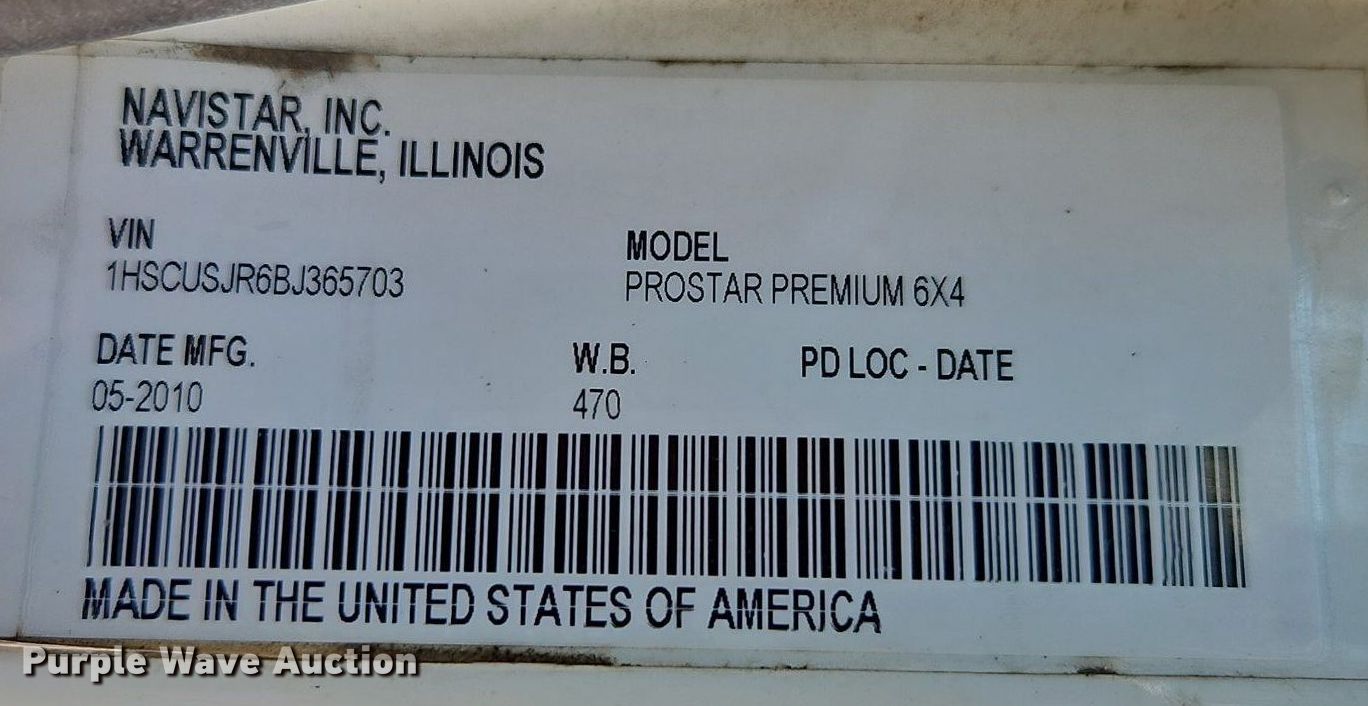 NAVISTAR, INC.
WARRENVILLE, ILLINOIS
VIN
1HSCUSJR6BJ365703
MODEL
PROSTAR PREMIUM 6X4
DATE MFG.
05-2010
W.B.
470
PD LOC - DATE
MADE IN THE UNITED STATES OF AMERICA
Purple Wave Auction